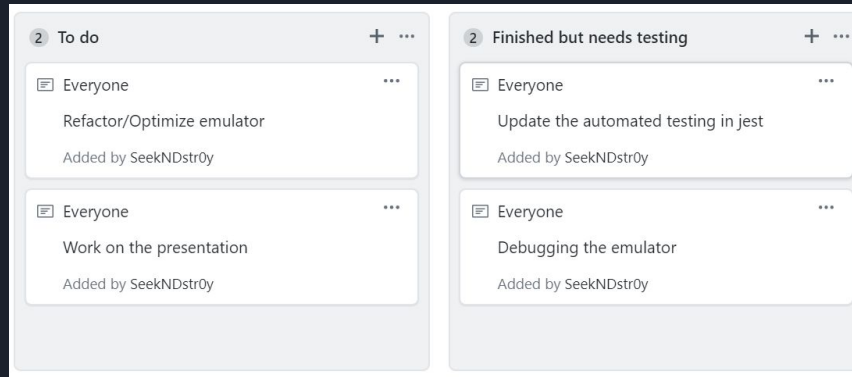 2 To do
Everyone
Refactor/Optimize emulator
Added by SeekNDstr0y
Everyone
Work on the presentation
Added by SeekNDstr0y
2 Finished but needs testing
Everyone
Update the automated testing in jest
Added by SeekNDstr0y
Everyone
Debugging the emulator
Added by SeekNDstr0y